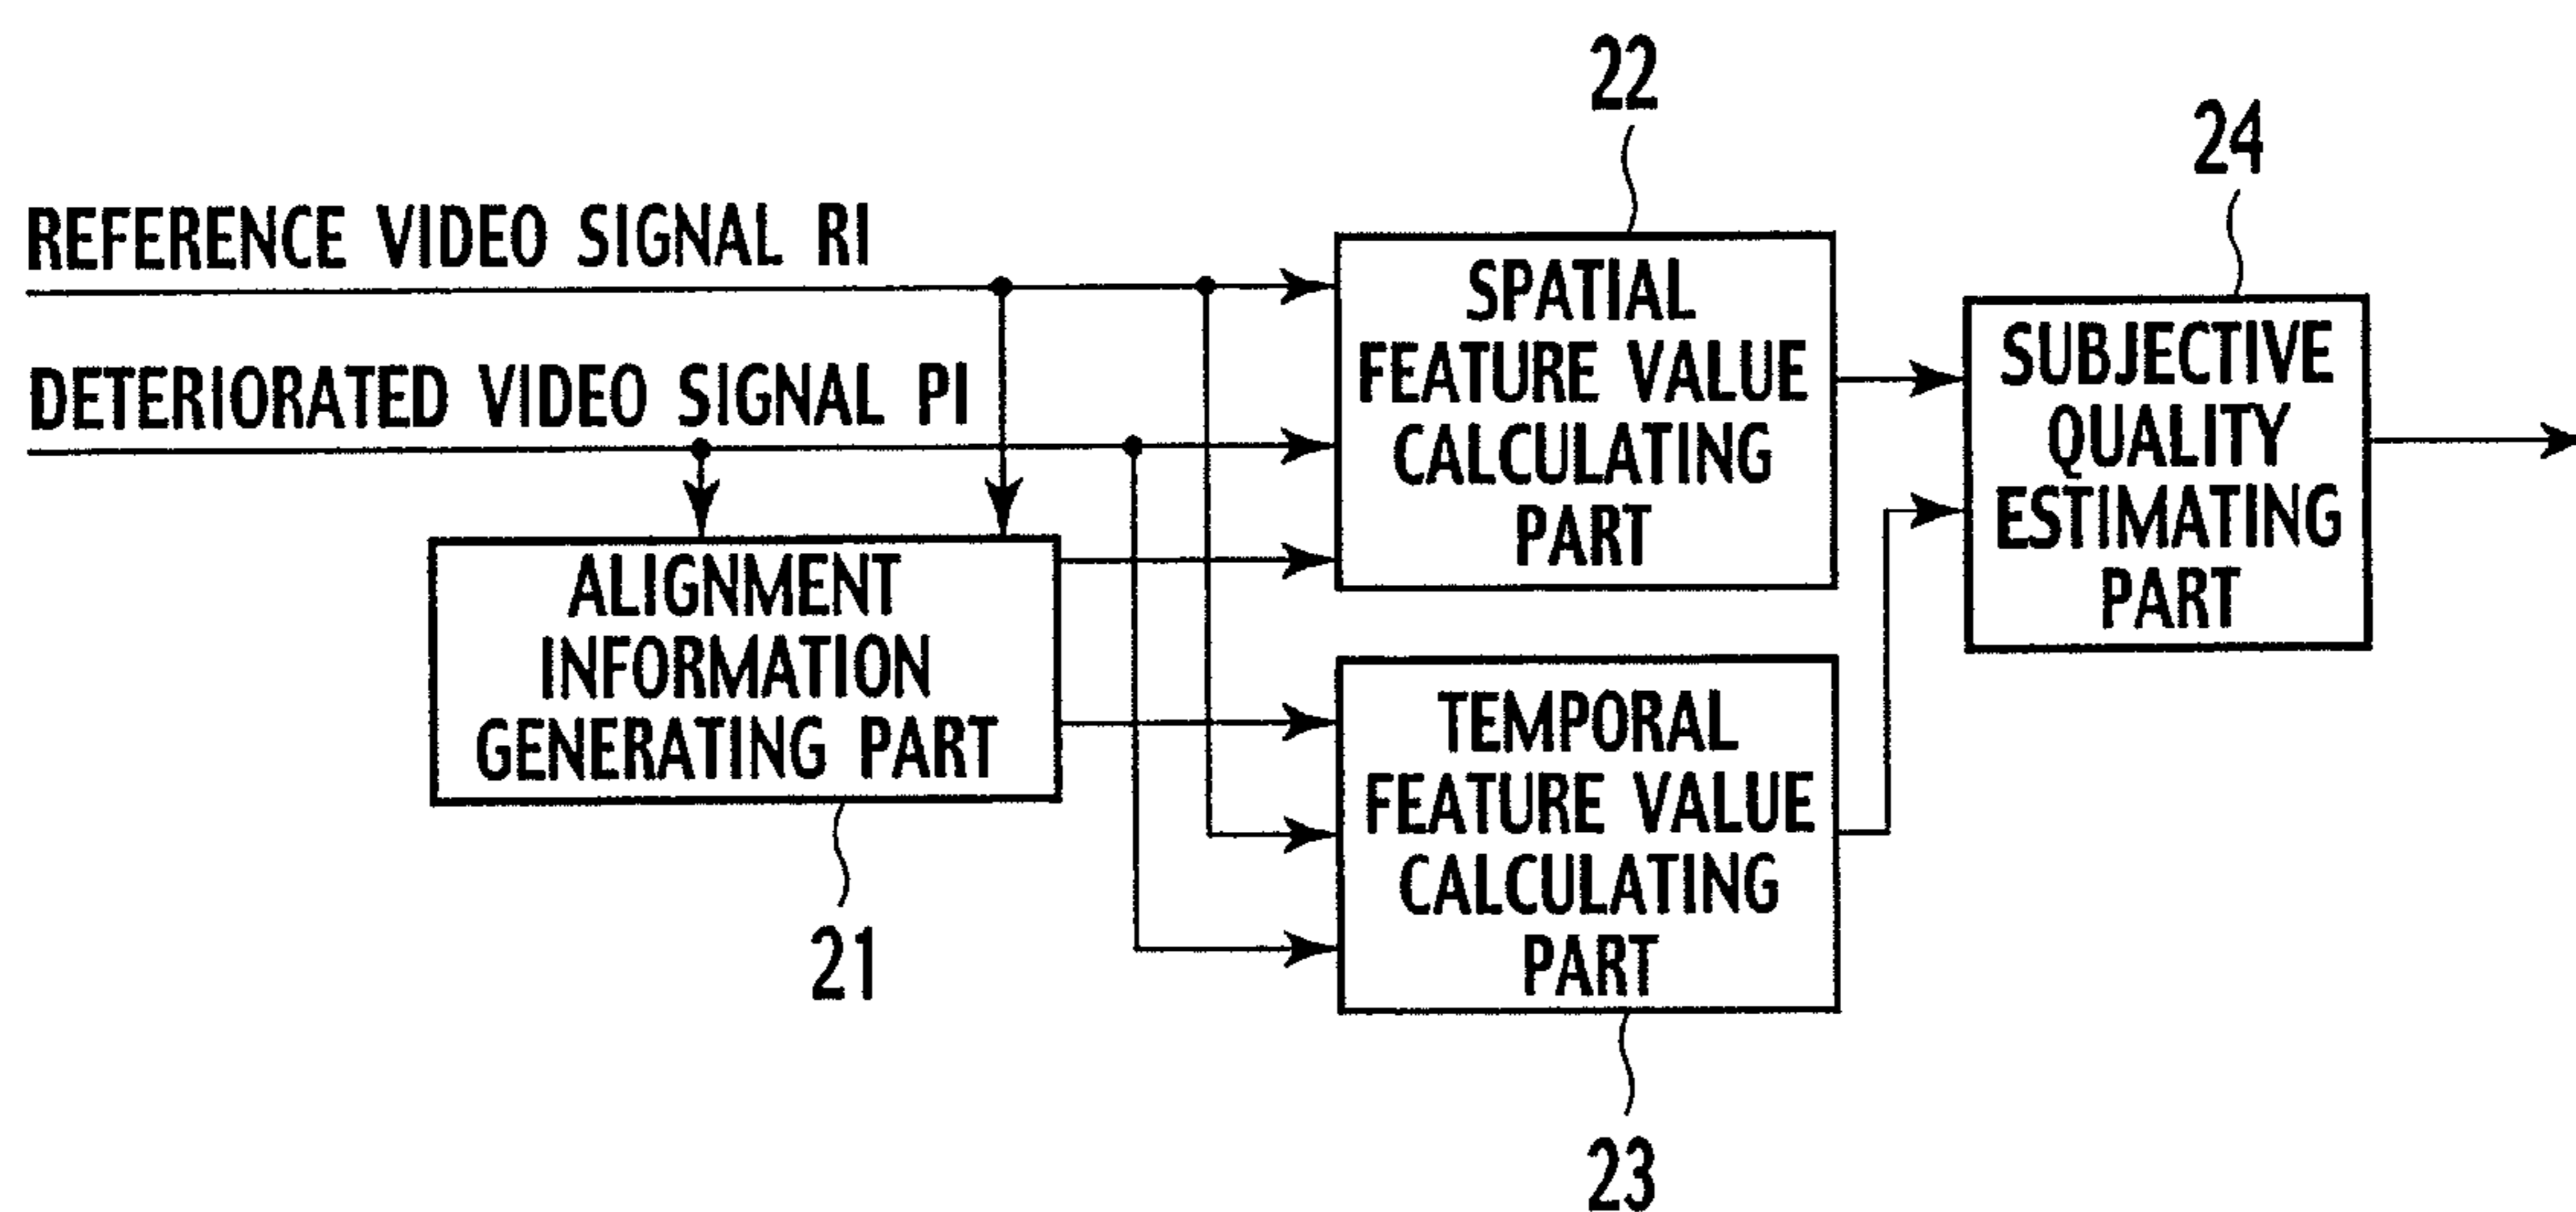 22
24
REFERENCE VIDEO SIGNAL RI
DETERIORATED VIDEO SIGNAL PI
SPATIAL
FEATURE VALUE
CALCULATING
PART
SUBJECTIVE
QUALITY
ESTIMATING
PART
ALIGNMENT
INFORMATION
GENERATING PART
TEMPORAL
FEATURE VALUE
CALCULATING
PART
21
23